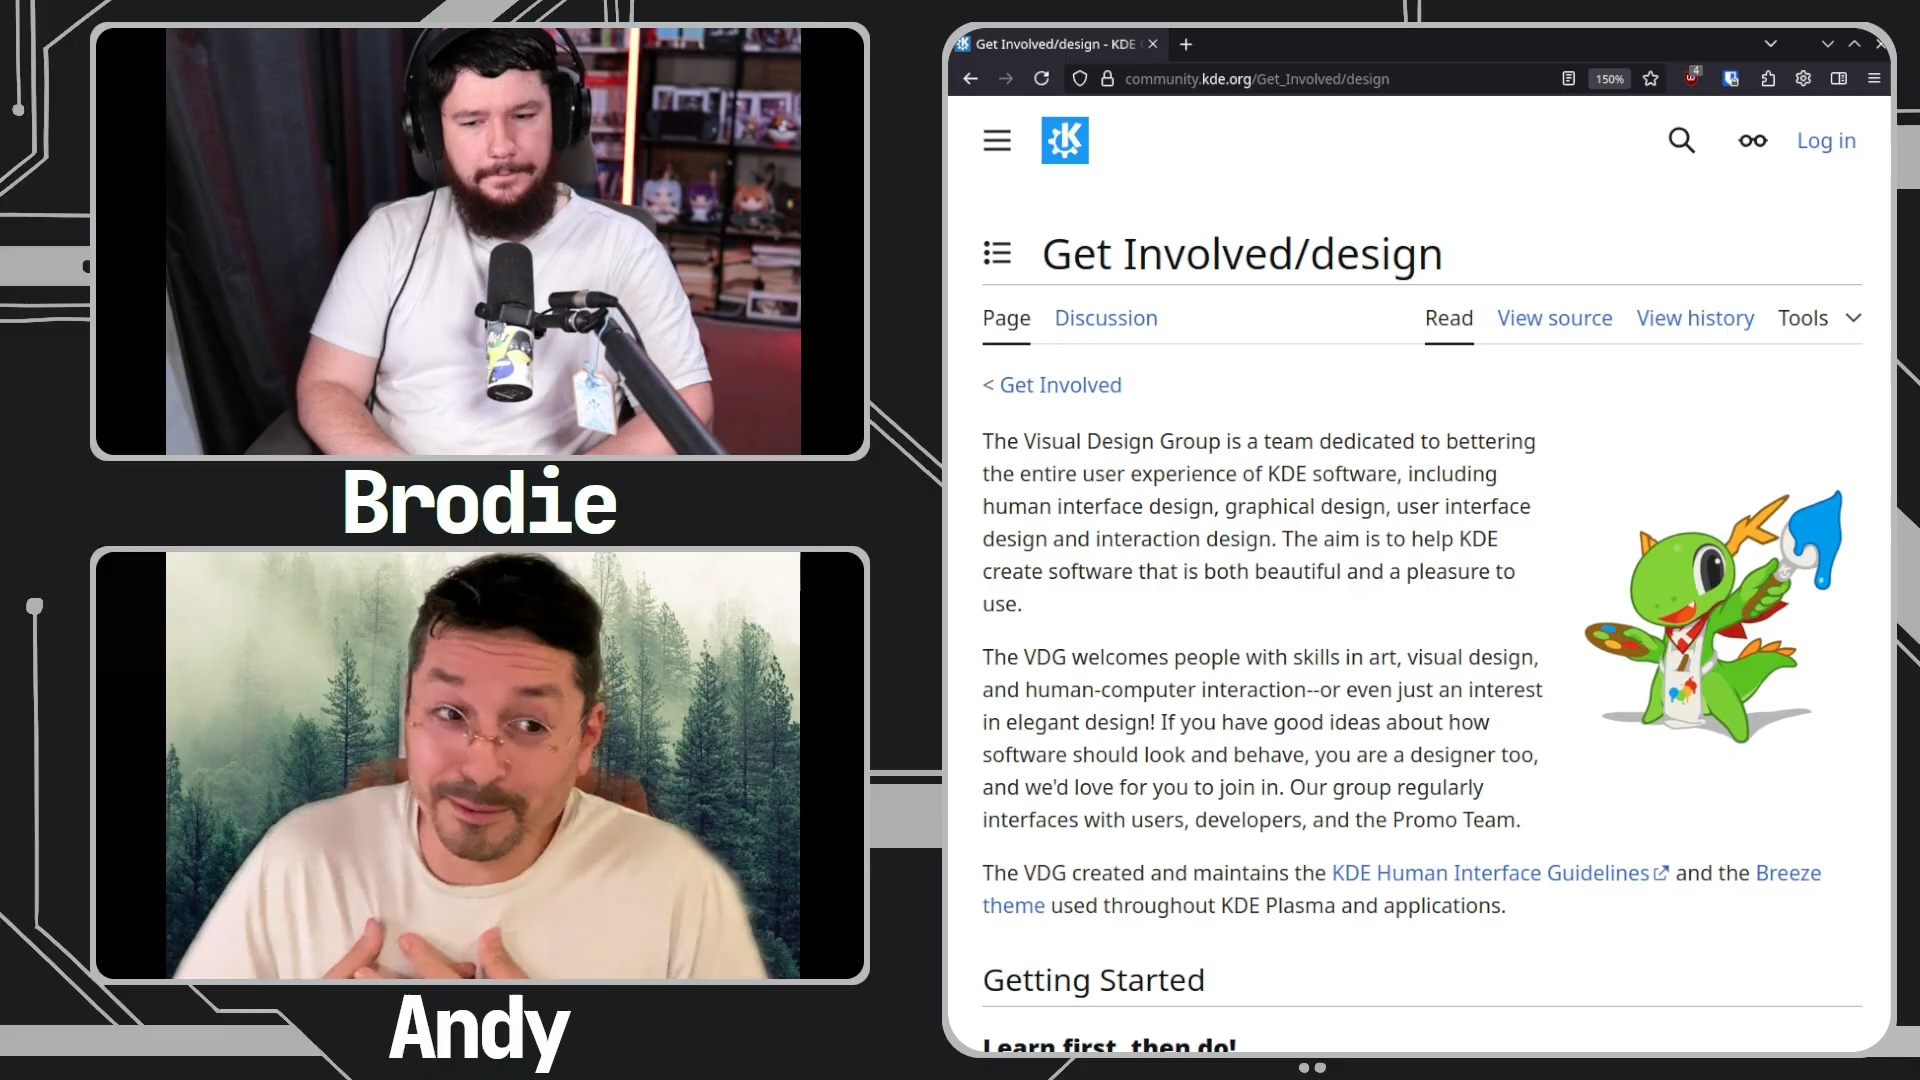 Get Involved/design - KDE
community.kde.org/Get_Involved/design
150%
4
Log in
Get Involved/design
Page
Discussion
Read
View source
View history
Tools
< Get Involved
The Visual Design Group is a team dedicated to bettering
the entire user experience of KDE software, including
human interface design, graphical design, user interface
design and interaction design. The aim is to help KDE
create software that is both beautiful and a pleasure to
use.
The VDG welcomes people with skills in art, visual design,
and human-computer interaction--or even just an interest
in elegant design! If you have good ideas about how
software should look and behave, you are a designer too,
and we'd love for you to join in. Our group regularly
interfaces with users, developers, and the Promo Team.
The VDG created and maintains the KDE Human Interface Guidelines and the Breeze
theme used throughout KDE Plasma and applications.
Getting Started
Learn first, then do!
Brodie
Andy